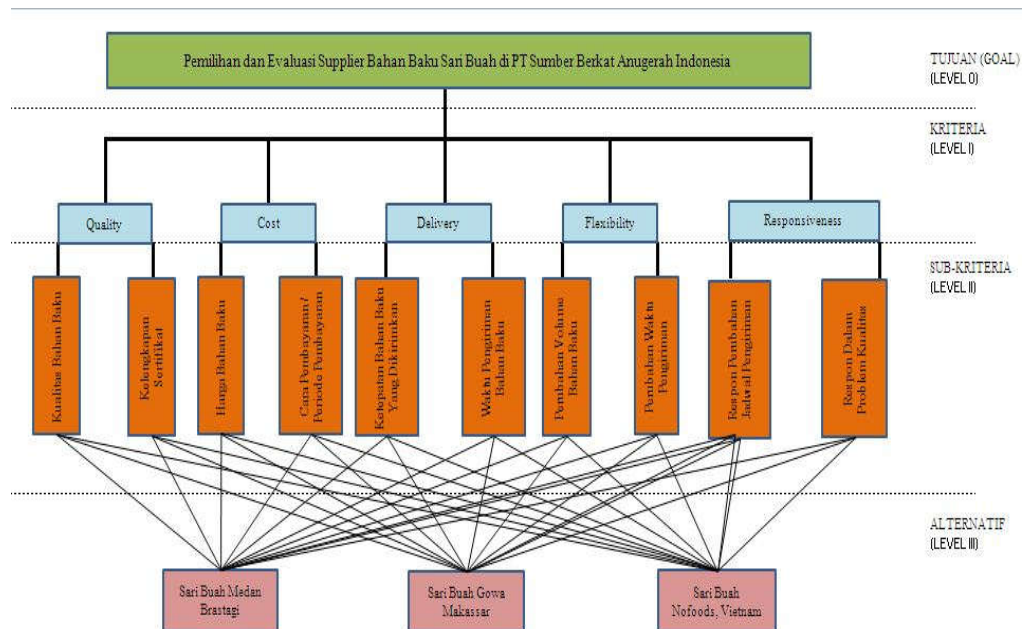 Pemilihan dan Evaluasi Supplier Bahan Baku Sari Buah di PT Sumber Berkat Anugerah Indonesia
TUJUAN (GOAL)
(LEVEL 0)
KRITERIA
(LEVEL I)
Quality
Cost
Delivery
Flexibility
Responsiveness
SUB-KRITERIA
(LEVEL II)
Kualitas Bahan Baku
Kelengkapan
Sertifikat
Harga Bahan Baku
Cara Pembayaran/
Periode Pembayaran
Ketepatan Bahan Baku
Yang Dikirimkan
Waktu Pengiriman
Bahan Baku
Perubahan Volume
Bahan Baku
Perubahan Waktu
Pengiriman
Respon Perubahan
Jadwal Pengiriman
Respon Dalam
Problem Kualitas
ALTERNATIF
(LEVEL III)
Sari Buah Medan
Brastagi
Sari Buah Gowa
Makassar
Sari Buah
Nofoods, Vietnam